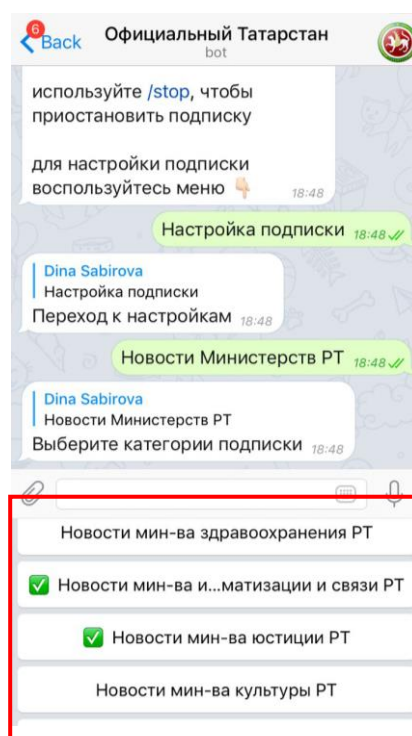 6
Back
Официальный Татарстан
bot
используйте /stop, чтобы
приостановить подписку
для настройки подписки
воспользуйтесь меню 👇🏻
18:48
Настройка подписки 18:48
Dina Sabirova
Настройка подписки
Переход к настройкам 18:48
Новости Министерств РТ 18:48
Dina Sabirova
Новости Министерств РТ
Выберите категории подписки 18:48
Новости мин-ва здравоохранения РТ
✅ Новости мин-ва и...матизации и связи РТ
✅ Новости мин-ва юстиции РТ
Новости мин-ва культуры РТ